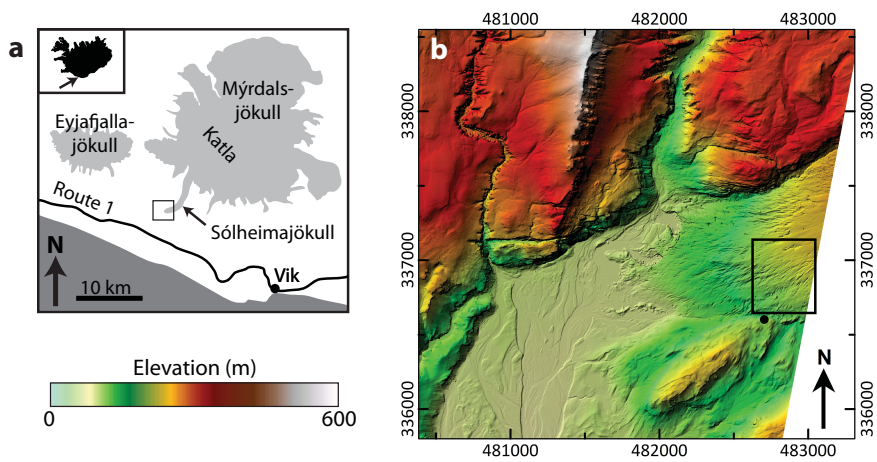 a
Mýrdals-
jökull
Eyjafjalla-
jökull
Katla
Route 1
Sólheimajökull
N
10 km
Vik
Elevation (m)
0
600
b
481000
482000
483000
338000
337000
336000
338000
337000
336000
N
481000
482000
483000